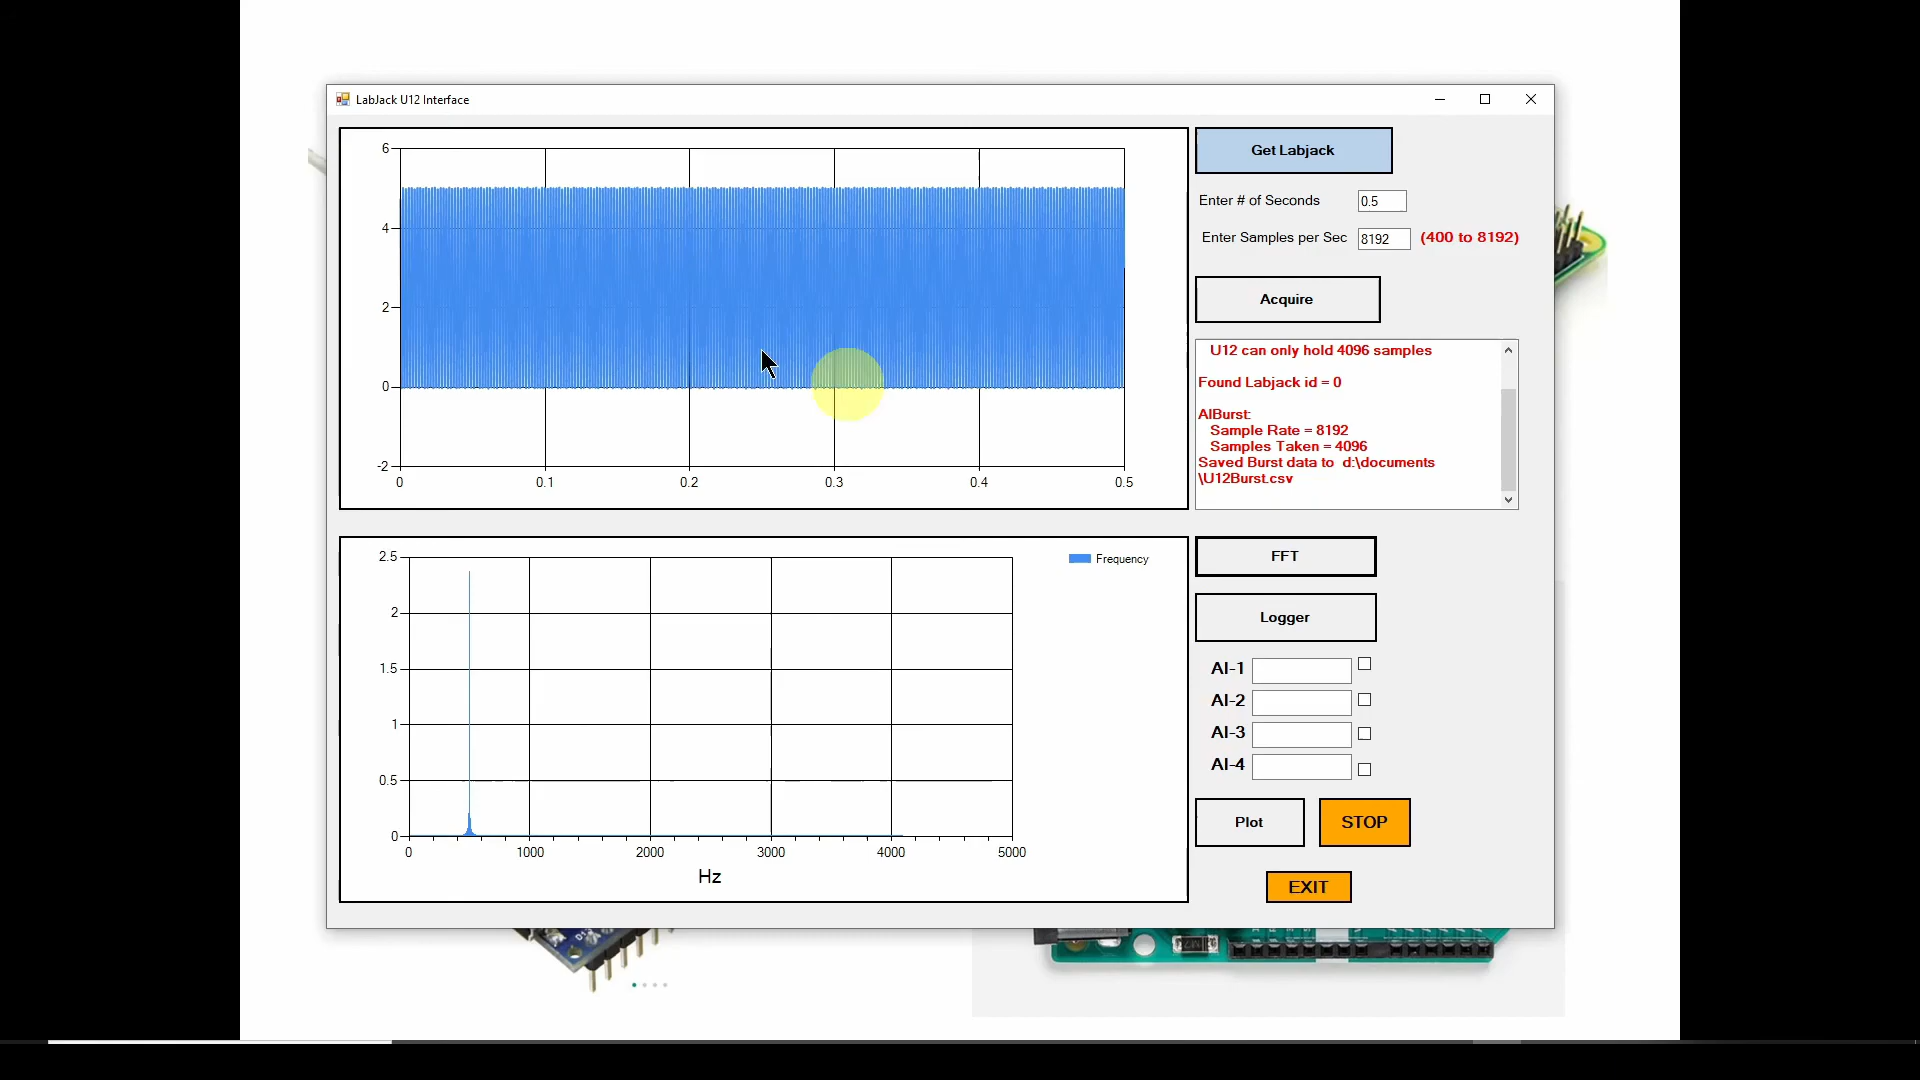 LabJack U12 Interface
6
4
2
0
-2
0 0.1 0.2 0.3 0.4 0.5
Get Labjack
Enter # of Seconds 0.5
Enter Samples per Sec 8192 (400 to 8192)
Acquire
U12 can only hold 4096 samples
Found Labjack id = 0
AIBurst:
Sample Rate = 8192
Samples Taken = 4096
Saved Burst data to d:\documents
\U12Burst.csv
2.5
2
1.5
1
0.5
0
0 1000 2000 3000 4000 5000
Hz
Frequency
FFT
Logger
AI-1
AI-2
AI-3
AI-4
Plot STOP
EXIT